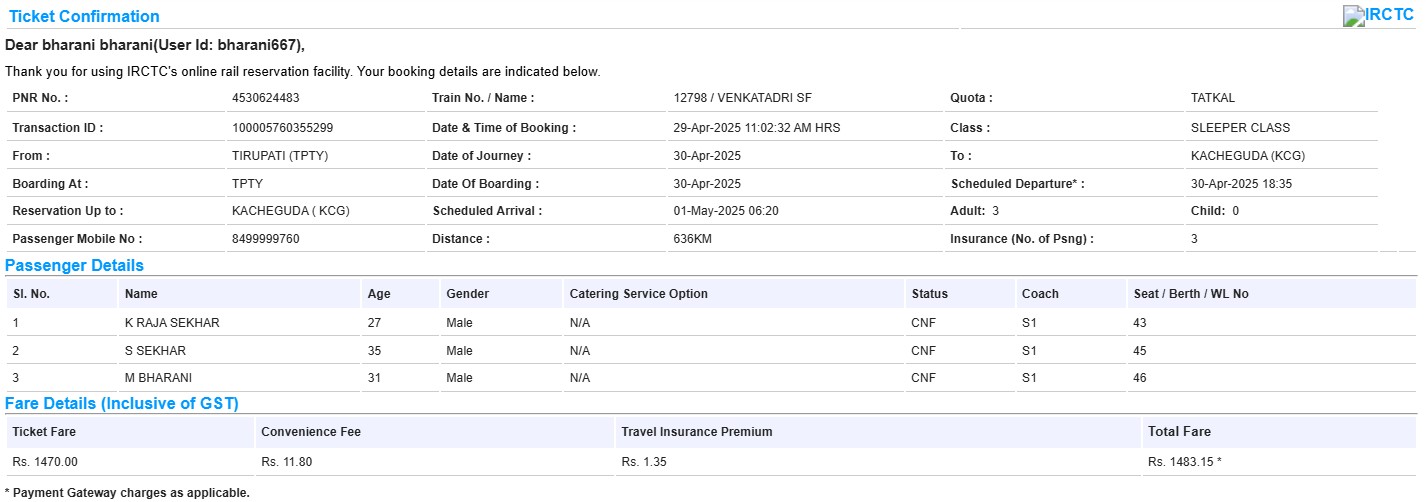 Ticket Confirmation IRCTC
Dear bharani bharani(User Id: bharani667),
Thank you for using IRCTC's online rail reservation facility. Your booking details are indicated below.
PNR No. : 4530624483 Train No. / Name : 12798 / VENKATADRI SF Quota : TATKAL
Transaction ID : 100005760355299 Date & Time of Booking : 29-Apr-2025 11:02:32 AM HRS Class : SLEEPER CLASS
From : TIRUPATI (TPTY) Date of Journey : 30-Apr-2025 To : KACHEGUDA (KCG)
Boarding At : TPTY Date Of Boarding : 30-Apr-2025 Scheduled Departure* : 30-Apr-2025 18:35
Reservation Up to : KACHEGUDA ( KCG) Scheduled Arrival : 01-May-2025 06:20 Adult: 3 Child: 0
Passenger Mobile No : 8499999760 Distance : 636KM Insurance (No. of Psng) : 3
Passenger Details
Sl. No. Name Age Gender Catering Service Option Status Coach Seat / Berth / WL No
1 K RAJA SEKHAR 27 Male N/A CNF S1 43
2 S SEKHAR 35 Male N/A CNF S1 45
3 M BHARANI 31 Male N/A CNF S1 46
Fare Details (Inclusive of GST)
Ticket Fare Convenience Fee Travel Insurance Premium Total Fare
Rs. 1470.00 Rs. 11.80 Rs. 1.35 Rs. 1483.15 *
* Payment Gateway charges as applicable.